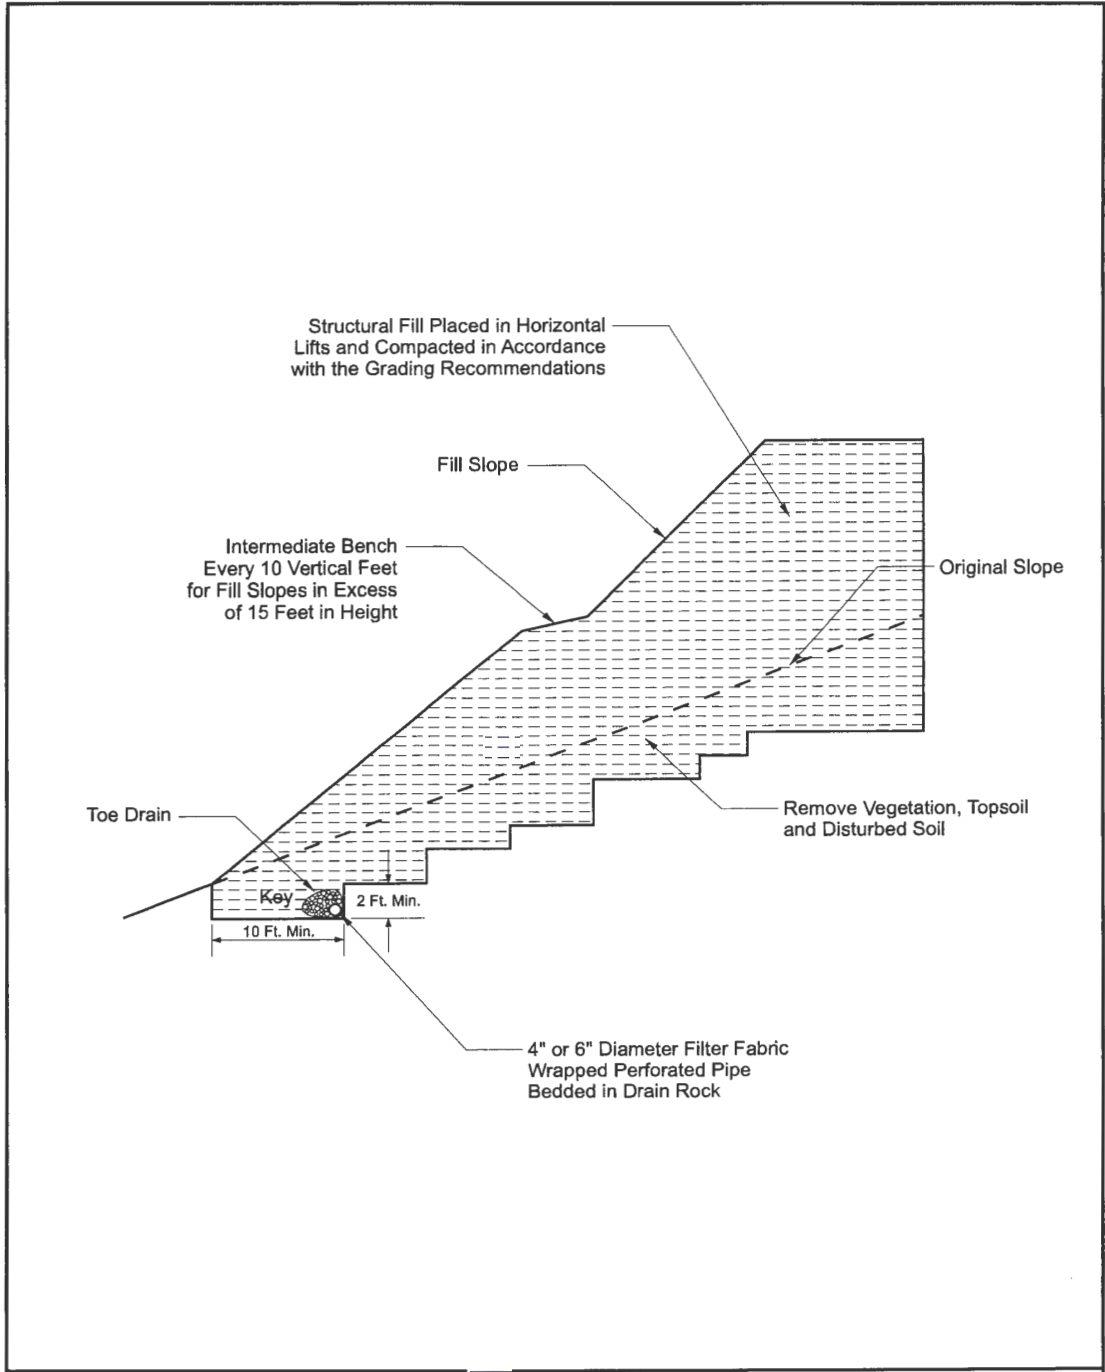 Structural Fill Placed in Horizontal
Lifts and Compacted in Accordance
with the Grading Recommendations
Fill Slope
Intermediate Bench
Every 10 Vertical Feet
for Fill Slopes in Excess
of 15 Feet in Height
Original Slope
Toe Drain
Remove Vegetation, Topsoil
and Disturbed Soil
Key
2 Ft. Min.
10 Ft. Min.
4" or 6" Diameter Filter Fabric
Wrapped Perforated Pipe
Bedded in Drain Rock